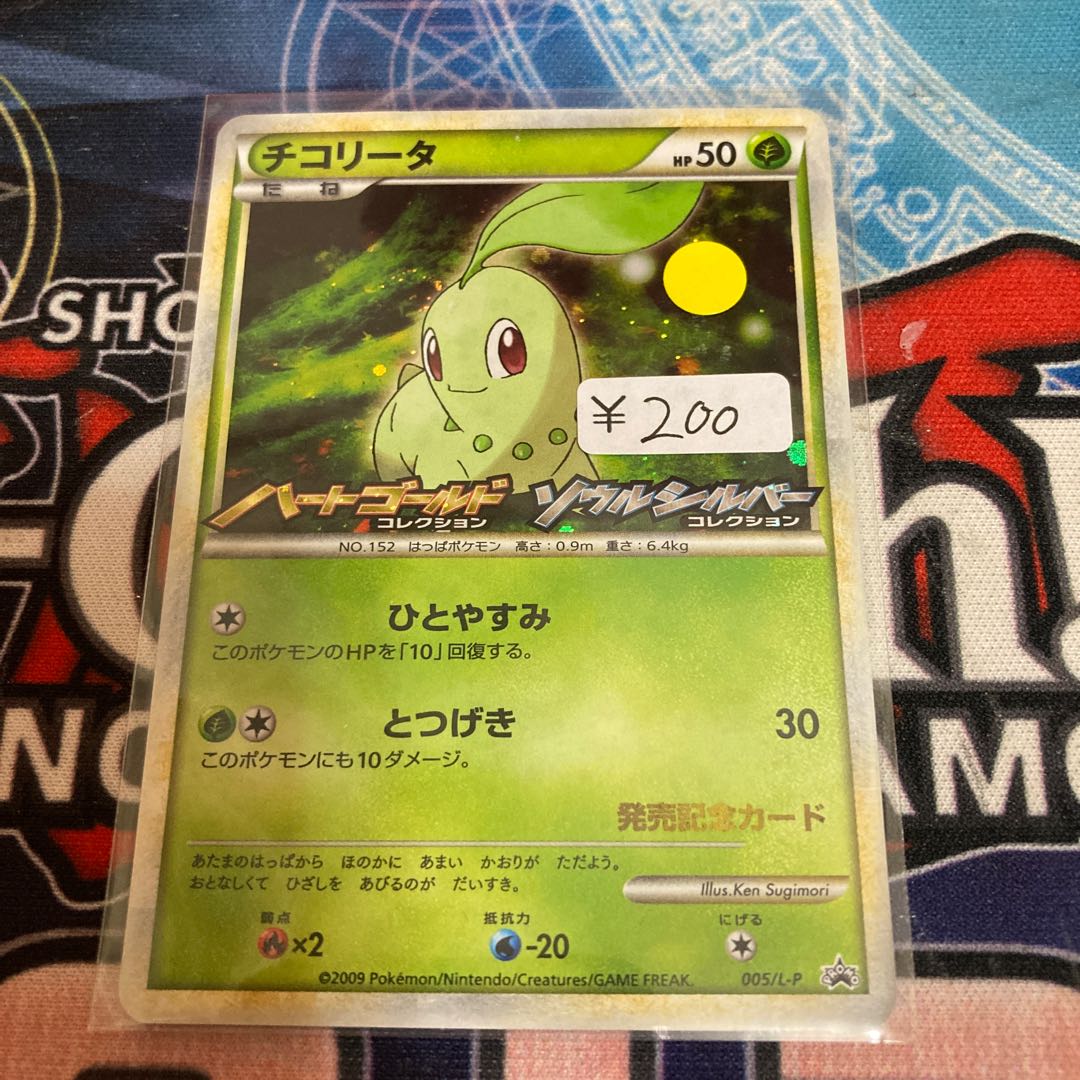 SHO
チコリータ
HP 50
たね
¥200
ハートゴールド コレクション
ソウルシルバー コレクション
NO.152 はっぱポケモン 高さ:0.9m 重さ:6.4kg
ひとやすみ
このポケモンのHPを「10」回復する。
とつげき 30
このポケモンにも10ダメージ。
発売記念カード
あたまのはっぱから ほのかに あまい かおりが ただよう。
おとなしくて ひざしを あびるのが だいすき。
Illus.Ken Sugimori
弱点 抵抗力 にげる
×2 -20
©2009 Pokémon/Nintendo/Creatures/GAME FREAK. 005/L-P PROMO